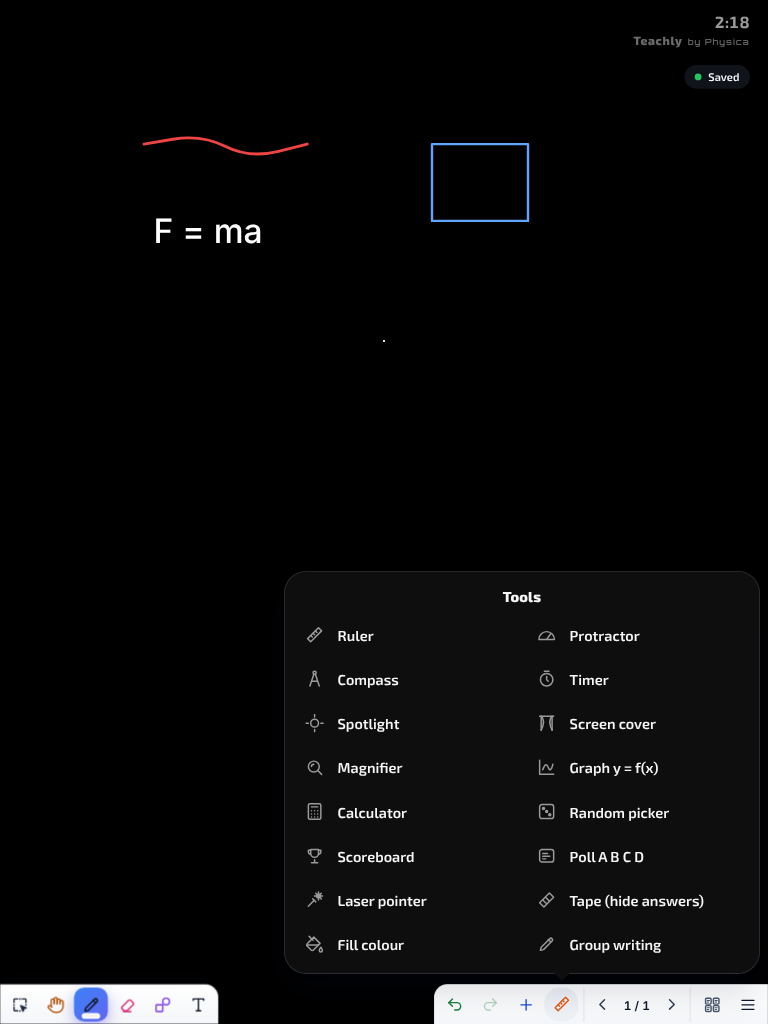 2:18
Teachly by Physica
Saved
F = ma
Tools
Ruler
Protractor
Compass
Timer
Spotlight
Screen cover
Magnifier
Graph y = f(x)
Calculator
Random picker
Scoreboard
Poll A B C D
Laser pointer
Tape (hide answers)
Fill colour
Group writing
T
1 / 1